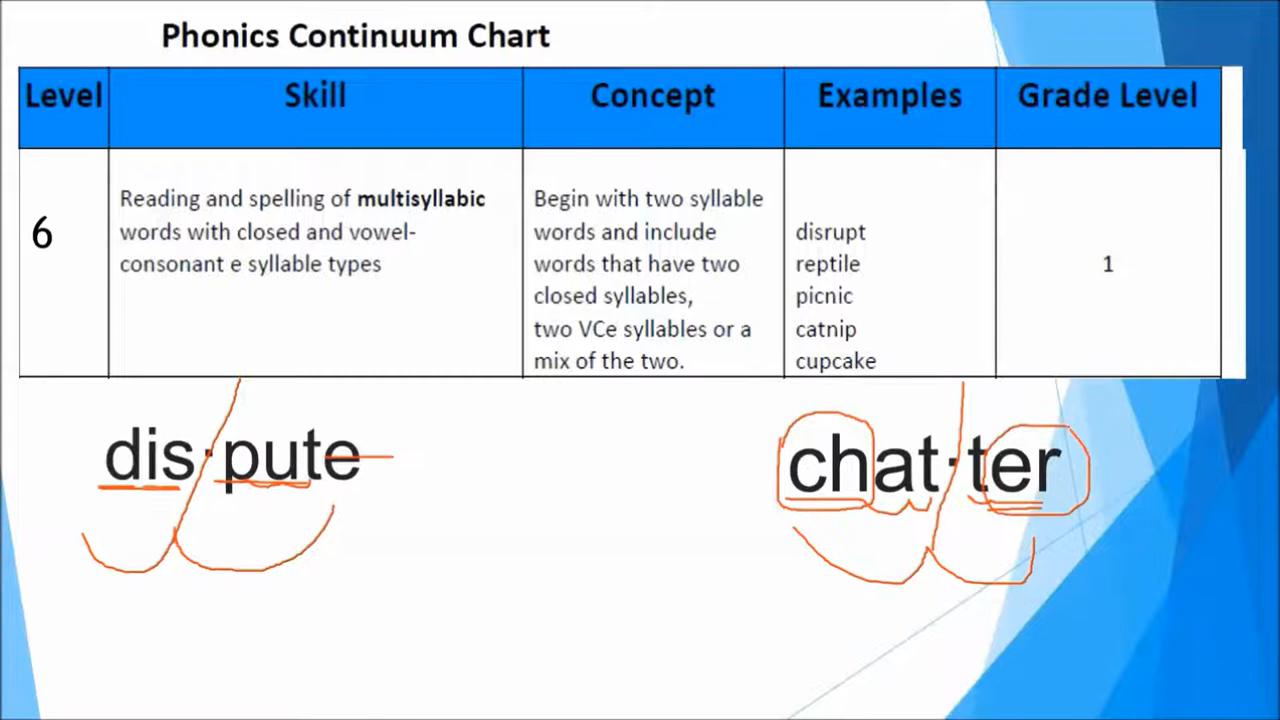 Phonics Continuum Chart
Level Skill Concept Examples Grade Level
6
Reading and spelling of multisyllabic
words with closed and vowel-
consonant e syllable types
Begin with two syllable
words and include
words that have two
closed syllables,
two VCe syllables or a
mix of the two.
disrupt
reptile
picnic
catnip
cupcake
1
dis·pute
chat·ter